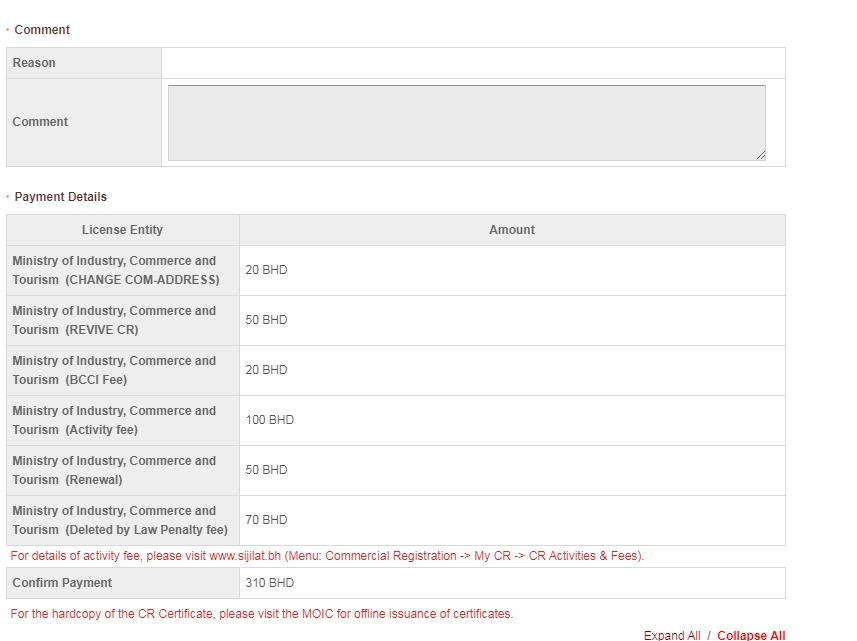 Comment
Reason
Comment
Payment Details
License Entity Amount
Ministry of Industry, Commerce and
Tourism (CHANGE COM-ADDRESS) 20 BHD
Ministry of Industry, Commerce and
Tourism (REVIVE CR) 50 BHD
Ministry of Industry, Commerce and
Tourism (BCCI Fee) 20 BHD
Ministry of Industry, Commerce and
Tourism (Activity fee) 100 BHD
Ministry of Industry, Commerce and
Tourism (Renewal) 50 BHD
Ministry of Industry, Commerce and
Tourism (Deleted by Law Penalty fee) 70 BHD
For details of activity fee, please visit www.sijilat.bh (Menu: Commercial Registration -> My CR -> CR Activities & Fees).
Confirm Payment 310 BHD
For the hardcopy of the CR Certificate, please visit the MOIC for offline issuance of certificates.
Expand All / Collapse All